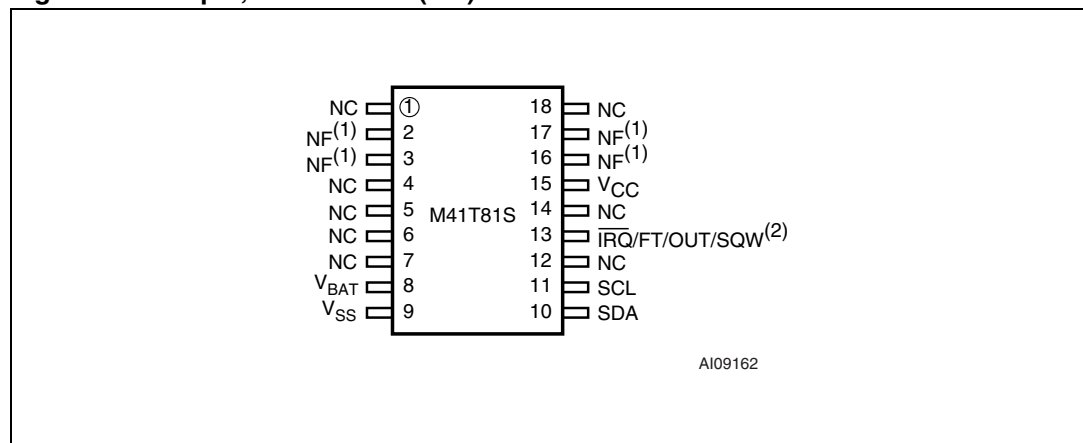 NC 1 18 NC
NF(1) 2 17 NF(1)
NF(1) 3 16 NF(1)
NC 4 15 VCC
NC 5 M41T81S 14 NC
NC 6 13 IRQ/FT/OUT/SQW(2)
NC 7 12 NC
VBAT 8 11 SCL
VSS 9 10 SDA
AI09162